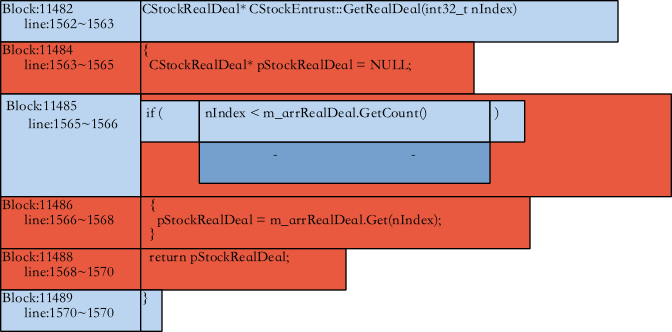 Block:11482 CStockRealDeal* CStockEntrust::GetRealDeal(int32_t nIndex)
line:1562~1563
Block:11484 {
line:1563~1565 CStockRealDeal* pStockRealDeal = NULL;
Block:11485 if ( nIndex < m_arrRealDeal.GetCount() )
line:1565~1566
- -
Block:11486 {
line:1566~1568 pStockRealDeal = m_arrRealDeal.Get(nIndex);
}
Block:11488 return pStockRealDeal;
line:1568~1570
Block:11489 }
line:1570~1570